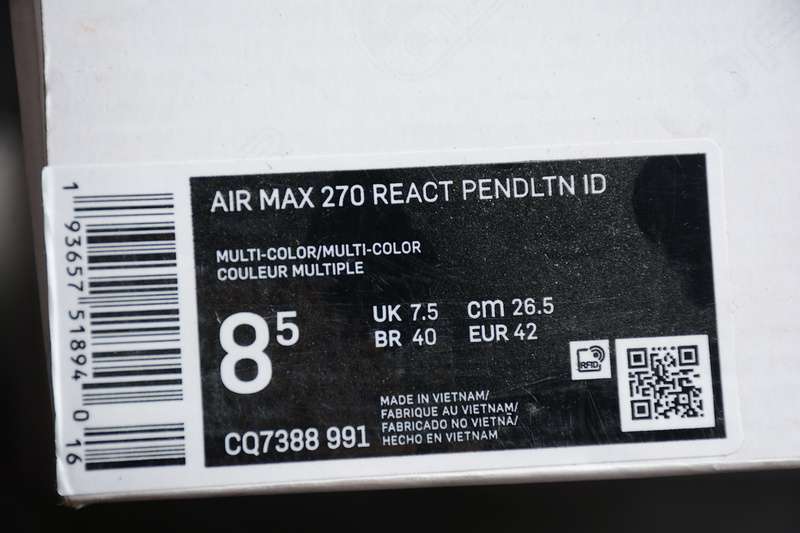 AIR MAX 270 REACT PENDLTN ID
MULTI-COLOR/MULTI-COLOR
COULEUR MULTIPLE
8 5
UK 7.5 cm 26.5
BR 40 EUR 42
RFID
MADE IN VIETNAM/
FABRIQUE AU VIETNAM/
FABRICADO NO VIETNÃ/
HECHO EN VIETNAM
CQ7388 991
1 93657 51894 0 16